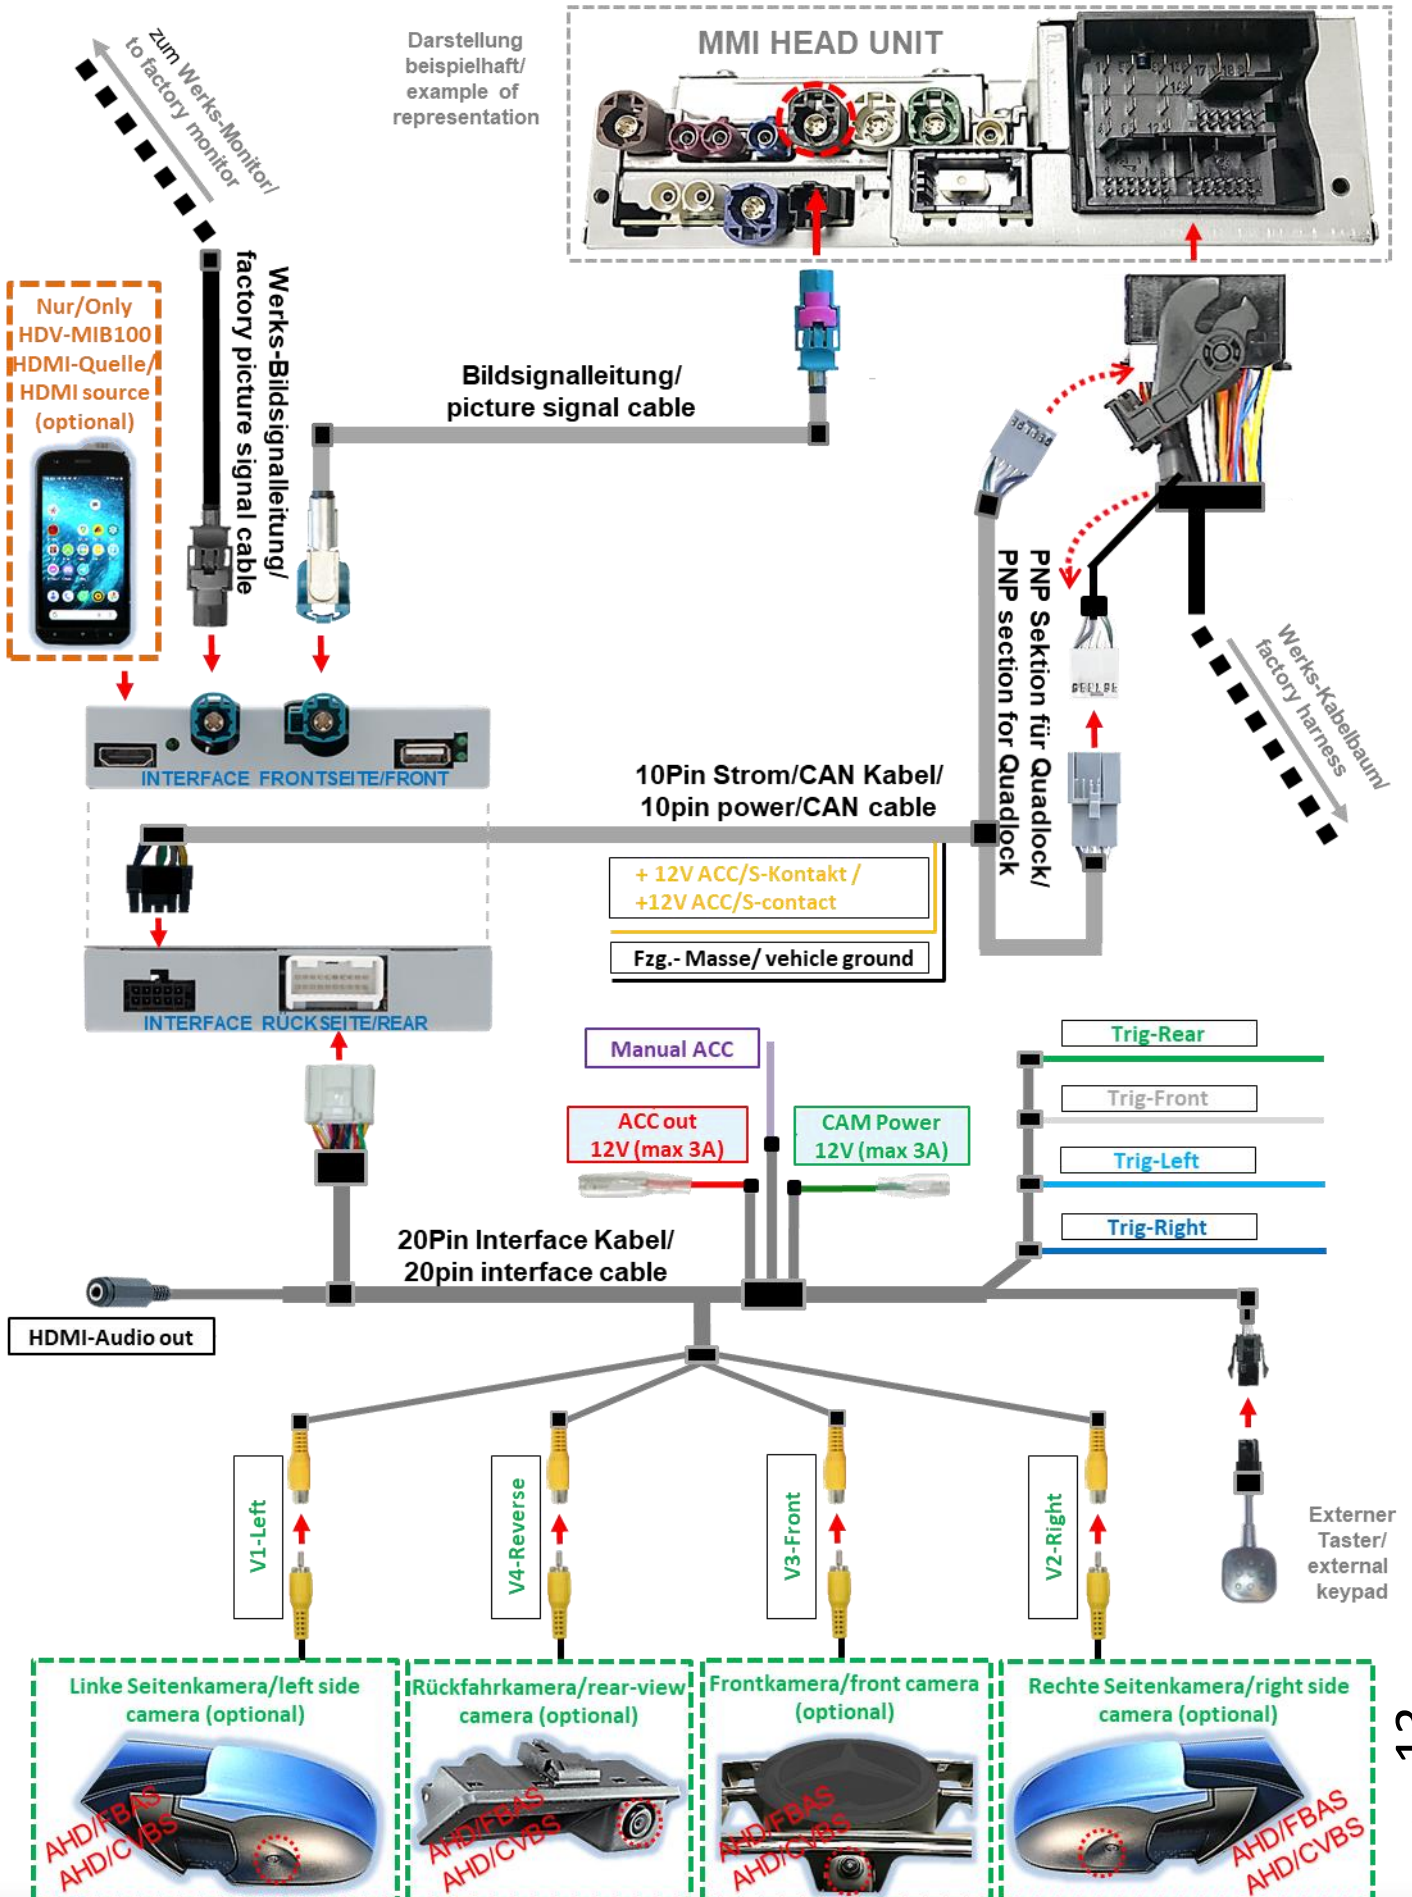 zum Werks-Monitor/
to factory monitor
Darstellung
beispielhaft/
example of
representation
MMI HEAD UNIT
Nur/Only
HDV-MIB100
HDMI-Quelle/
HDMI source
(optional)
Werks-Bildsignalleitung/
factory picture signal cable
Bildsignalleitung/
picture signal cable
PNP Sektion für Quadlock/
PNP section for Quadlock
Werks-Kabelbaum/
factory harness
INTERFACE FRONTSEITE/FRONT
10Pin Strom/CAN Kabel/
10pin power/CAN cable
+ 12V ACC/S-Kontakt /
+12V ACC/S-contact
Fzg.- Masse/ vehicle ground
INTERFACE RÜCKSEITE/REAR
Manual ACC
ACC out
12V (max 3A)
CAM Power
12V (max 3A)
Trig-Rear
Trig-Front
Trig-Left
Trig-Right
20Pin Interface Kabel/
20pin interface cable
HDMI-Audio out
V1-Left
V4-Reverse
V3-Front
V2-Right
Externer
Taster/
external
keypad
Linke Seitenkamera/left side
camera (optional)
AHD/FBAS
AHD/CVBS
Rückfahrkamera/rear-view
camera (optional)
AHD/FBAS
AHD/CVBS
Frontkamera/front camera
(optional)
AHD/FBAS
AHD/CVBS
Rechte Seitenkamera/right side
camera (optional)
AHD/FBAS
AHD/CVBS